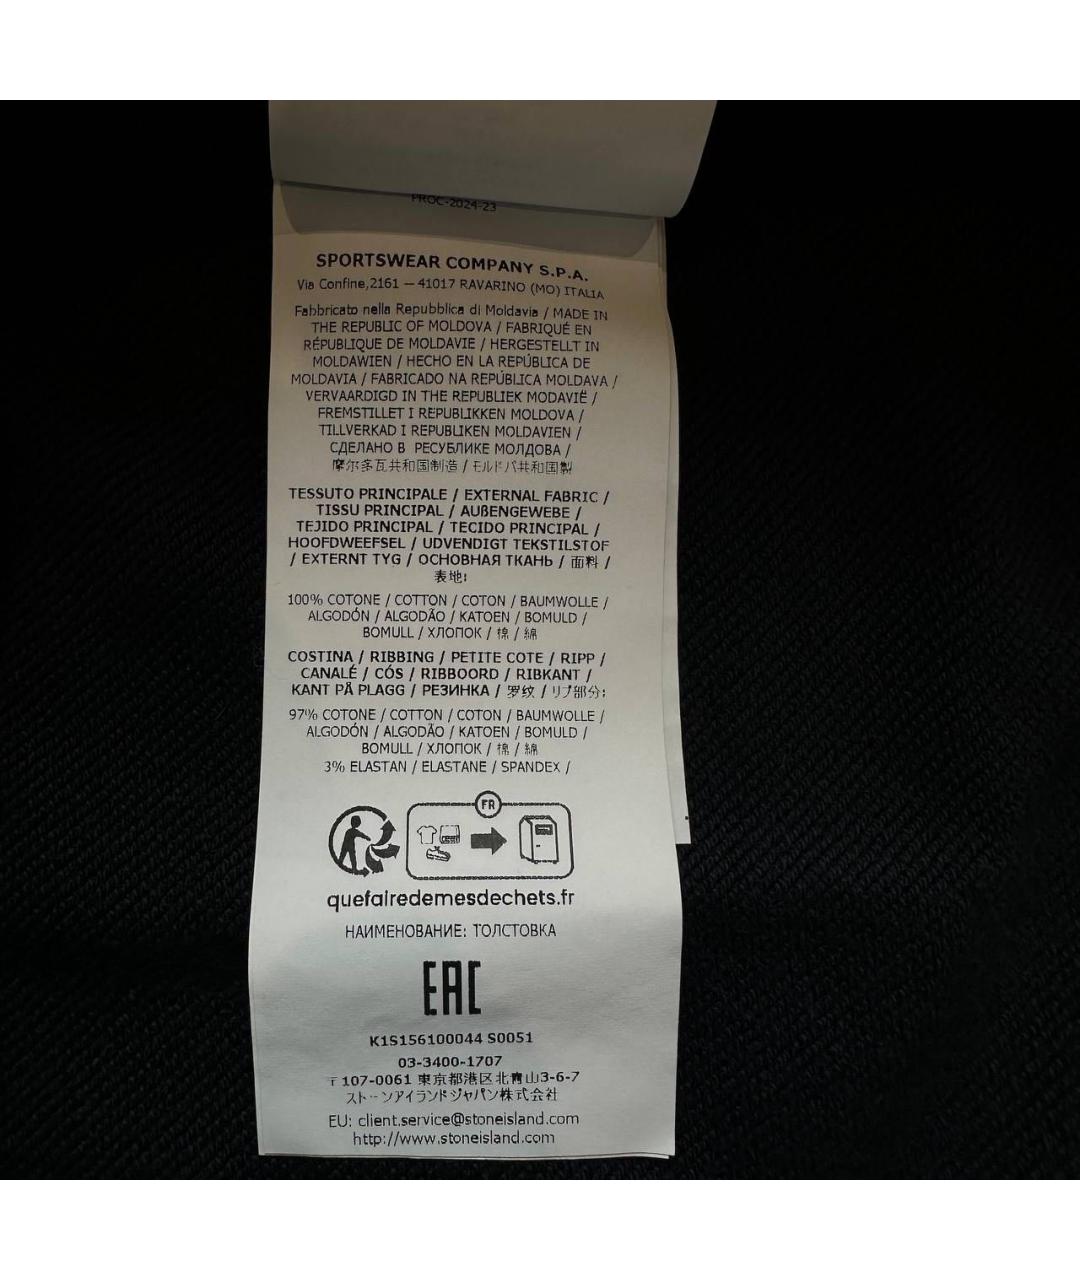 PROC-2024-23
SPORTSWEAR COMPANY S.P.A.
Via Confine,2161 – 41017 RAVARINO (MO) ITALIA
Fabbricato nella Repubblica di Moldavia / MADE IN
THE REPUBLIC OF MOLDOVA / FABRIQUÉ EN
RÉPUBLIQUE DE MOLDAVIE / HERGESTELLT IN
MOLDAWIEN / HECHO EN LA REPÚBLICA DE
MOLDAVIA / FABRICADO NA REPÚBLICA MOLDAVA /
VERVAARDIGD IN THE REPUBLIEK MODAVIË /
FREMSTILLET I REPUBLIKKEN MOLDOVA /
TILLVERKAD I REPUBLIKEN MOLDAVIEN /
СДЕЛАНО В РЕСУБЛИКЕ МОЛДОВА /
摩尔多瓦共和国制造 / モルドバ共和国製
TESSUTO PRINCIPALE / EXTERNAL FABRIC /
TISSU PRINCIPAL / AUßENGEWEBE /
TEJIDO PRINCIPAL / TECIDO PRINCIPAL /
HOOFDWEEFSEL / UDVENDIGT TEKSTILSTOF
/ EXTERNT TYG / ОСНОВНАЯ ТКАНЬ / 面料 /
表地:
100% COTONE / COTTON / COTON / BAUMWOLLE /
ALGODÓN / ALGODÃO / KATOEN / BOMULD /
BOMULL / ХЛОПОК / 棉 / 綿
COSTINA / RIBBING / PETITE COTE / RIPP /
CANALÉ / CÓS / RIBBOORD / RIBKANT /
KANT PÅ PLAGG / РЕЗИНКА / 罗纹 / リブ部分:
97% COTONE / COTTON / COTON / BAUMWOLLE /
ALGODÓN / ALGODÃO / KATOEN / BOMULD /
BOMULL / ХЛОПОК / 棉 / 綿
3% ELASTAN / ELASTANE / SPANDEX /
FR
quefairedemesdechets.fr
НАИМЕНОВАНИЕ: ТОЛСТОВКА
EAC
K1S156100044 S0051
03-3400-1707
〒107-0061 東京都港区北青山3-6-7
ストーンアイランドジャパン株式会社
EU: client.service@stoneisland.com
http://www.stoneisland.com